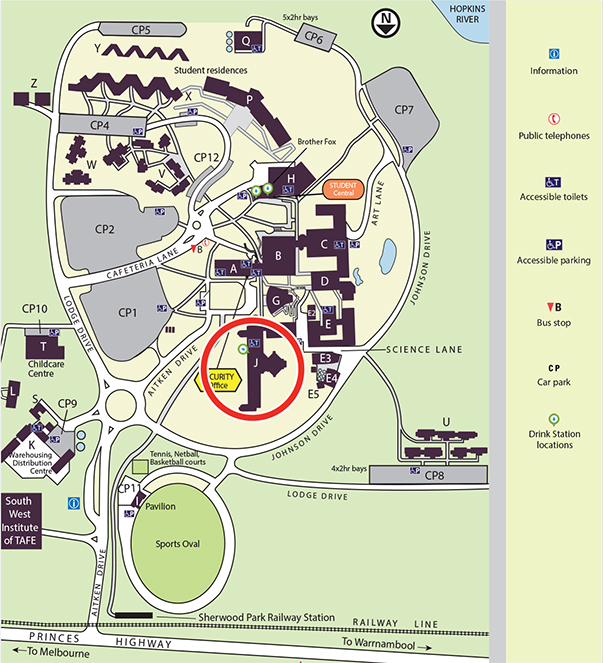 HOPKINS
RIVER
N
5x2hr bays
CP5
CP6
Q
Y
Student residences
Z
X
P
CP7
CP4
Brother Fox
CP12
W
V
H
STUDENT
Central
ART LANE
CP2
B
C
CAFETERIA LANE
A
B
D
JOHNSON DRIVE
G
E2
E
CP1
LODGE DRIVE
CP10
T
Childcare
Centre
AITKEN DRIVE
J
CURITY
Office
SCIENCE LANE
E3
E4
E5
L
S
CP9
K
Warehousing
Distribution
Centre
JOHNSON DRIVE
U
Tennis, Netball,
Basketball courts
4x2hr bays
CP8
LODGE DRIVE
CP11
I
Pavilion
South
West
Institute
of TAFE
Sports Oval
AITKEN DRIVE
Sherwood Park Railway Station
RAILWAY LINE
PRINCES HIGHWAY
To Melbourne
To Warrnambool
Information
Public telephones
Accessible toilets
Accessible parking
B
Bus stop
CP
Car park
Drink Station
locations